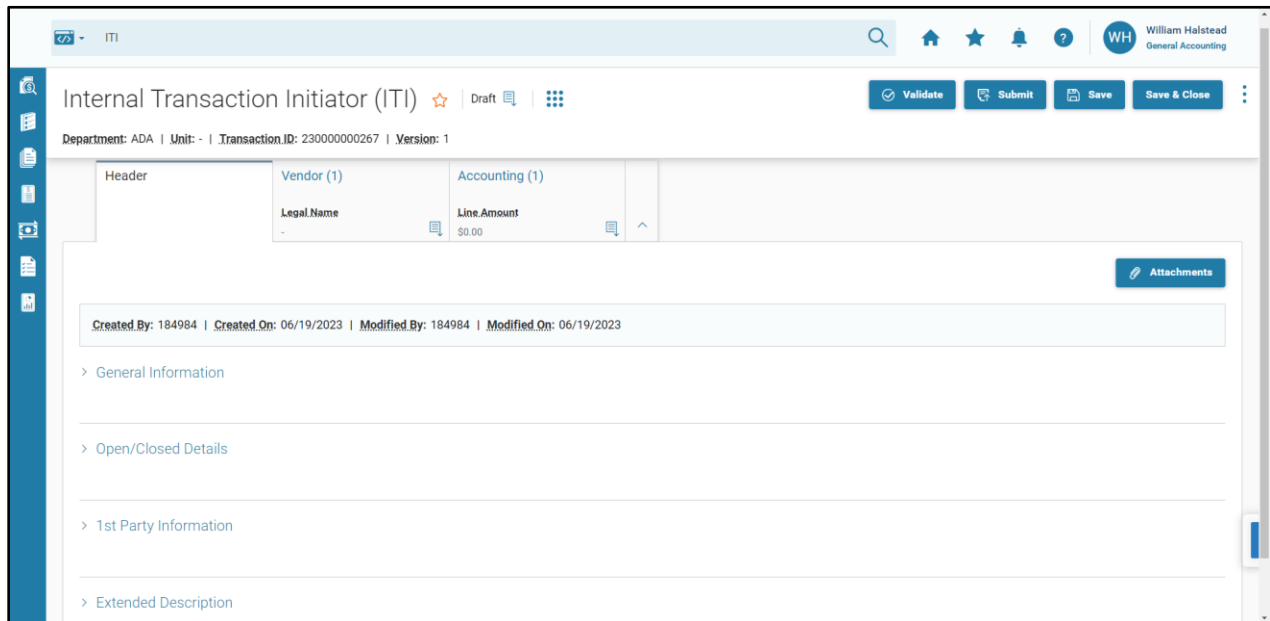 ITI
WH
William Halstead
General Accounting
Internal Transaction Initiator (ITI)
Draft
Validate
Submit
Save
Save & Close
Department: ADA | Unit: - | Transaction ID: 230000000267 | Version: 1
Header
Vendor (1)
Accounting (1)
Legal Name
-
Line Amount
$0.00
Attachments
Created By: 184984 | Created On: 06/19/2023 | Modified By: 184984 | Modified On: 06/19/2023
General Information
Open/Closed Details
1st Party Information
Extended Description